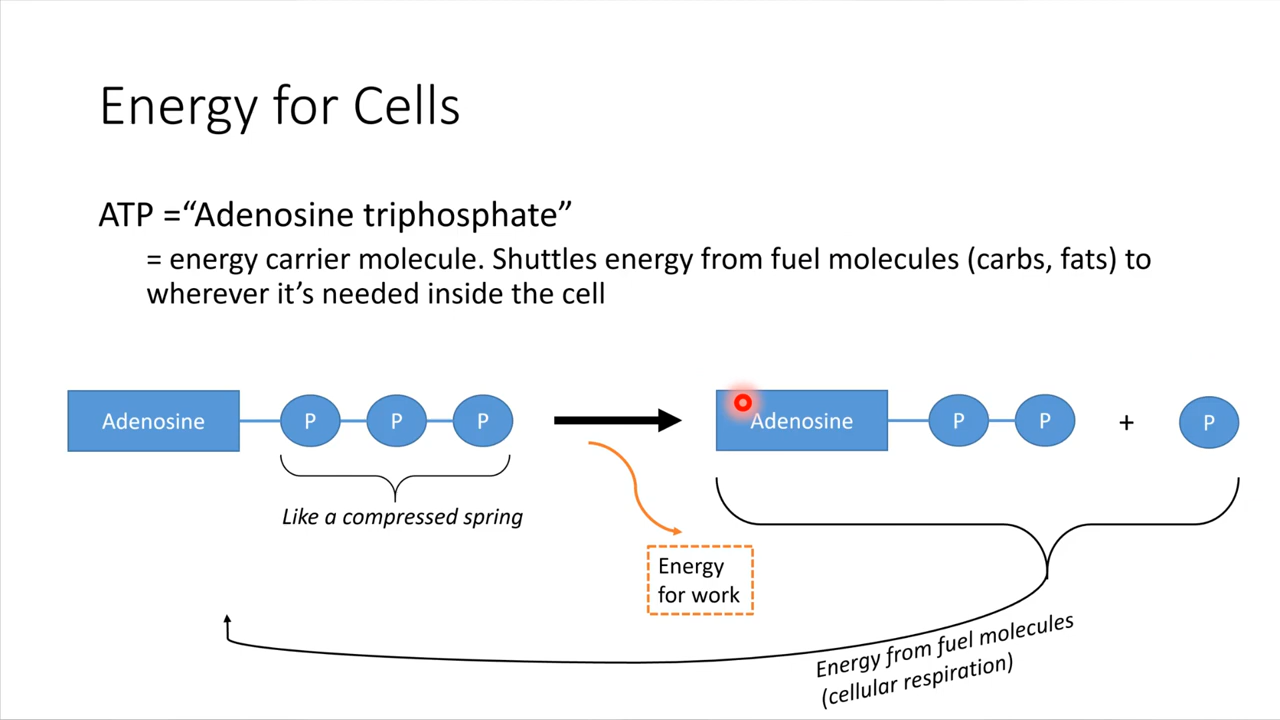 Energy for Cells
ATP =“Adenosine triphosphate”
= energy carrier molecule. Shuttles energy from fuel molecules (carbs, fats) to
wherever it’s needed inside the cell
Adenosine P P P
Adenosine P P + P
Like a compressed spring
Energy
for work
Energy from fuel molecules
(cellular respiration)